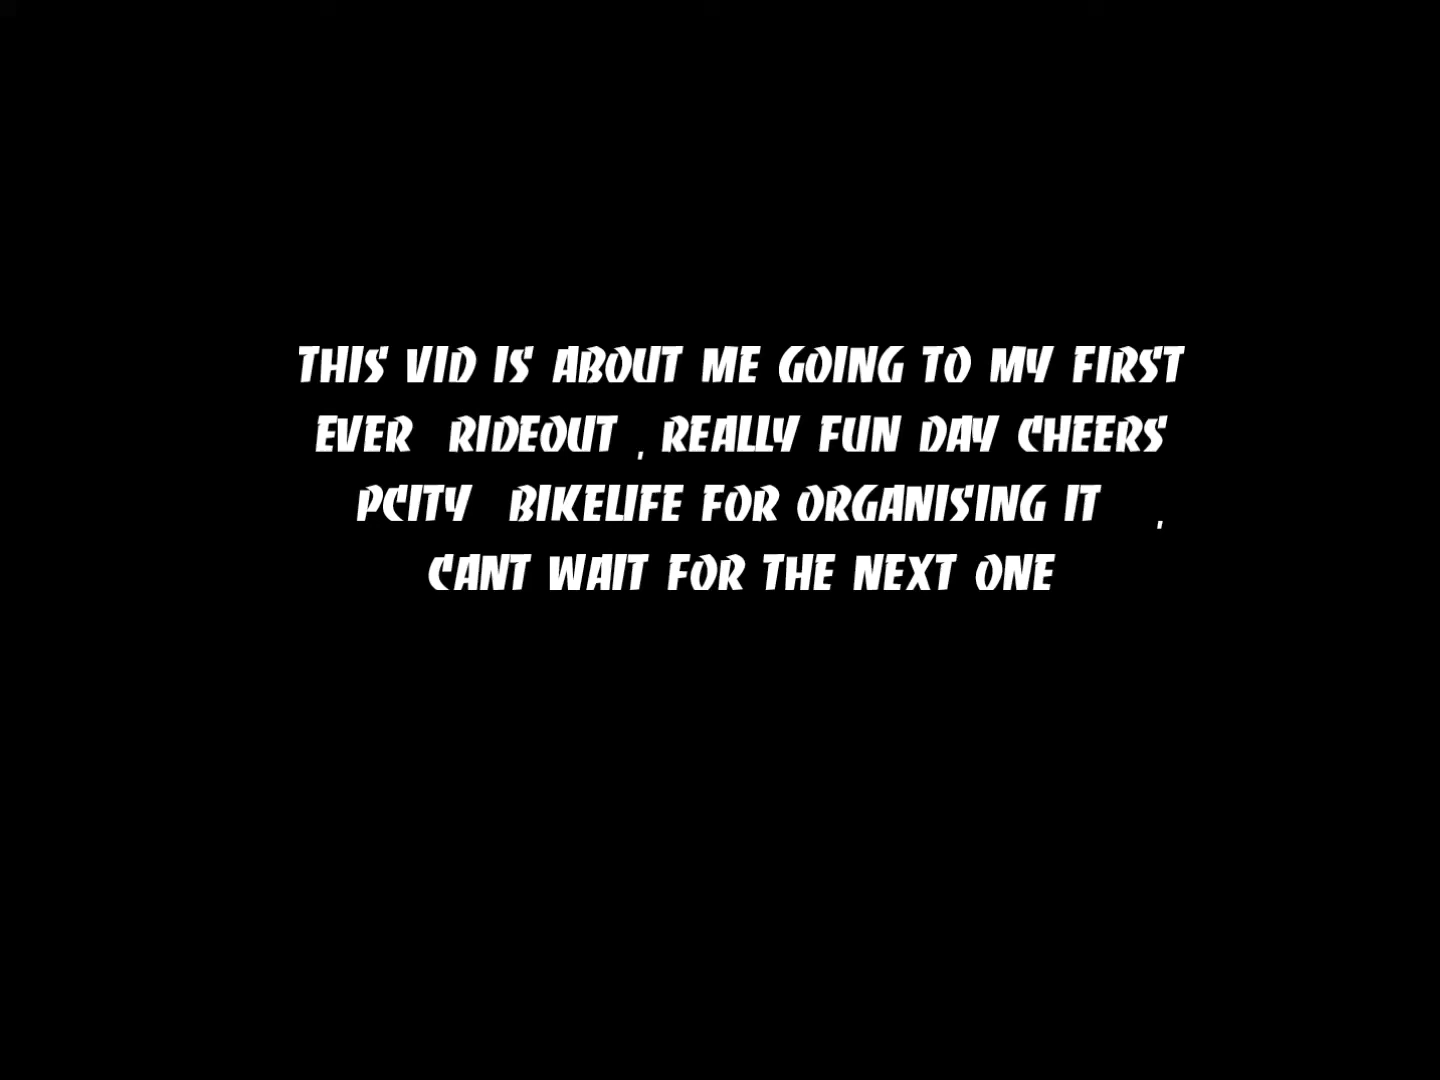 THIS VID IS ABOUT ME GOING TO MY FIRST
EVER RIDEOUT , REALLY FUN DAY CHEERS
PCITY BIKELIFE FOR ORGANISING IT ,
CANT WAIT FOR THE NEXT ONE